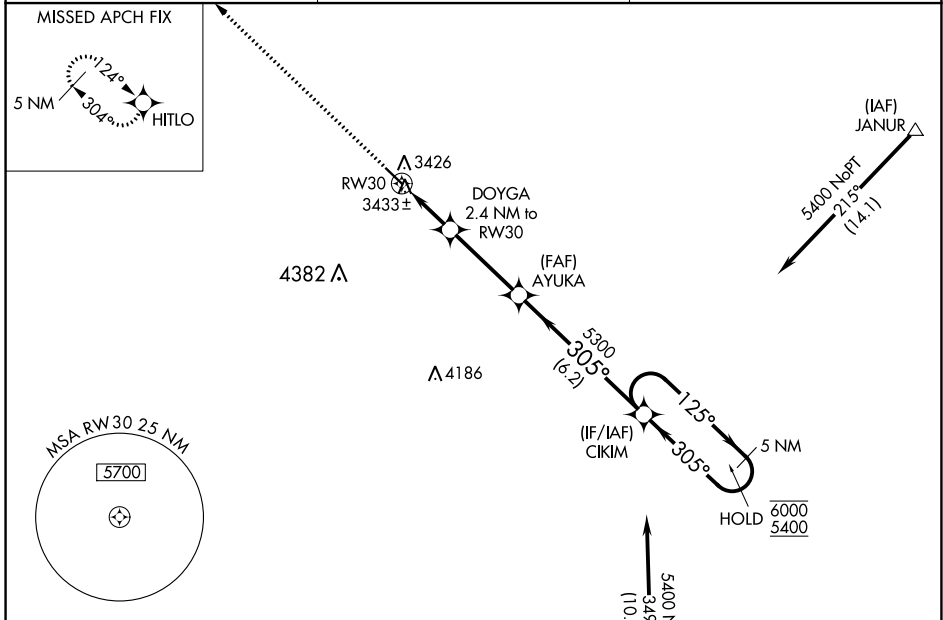 MISSED APCH FIX
5 NM
124°
304°
HITLO
(IAF)
JANUR
5400 NoPT
215°
(14.1)
3426
RW30
3433±
DOYGA
2.4 NM to
RW30
4382
(FAF)
AYUKA
5300
305°
(6.2)
4186
(IF/IAF)
CIKIM
125°
305°
5 NM
HOLD
6000
5400
MSA RW30 25 NM
5700
5400